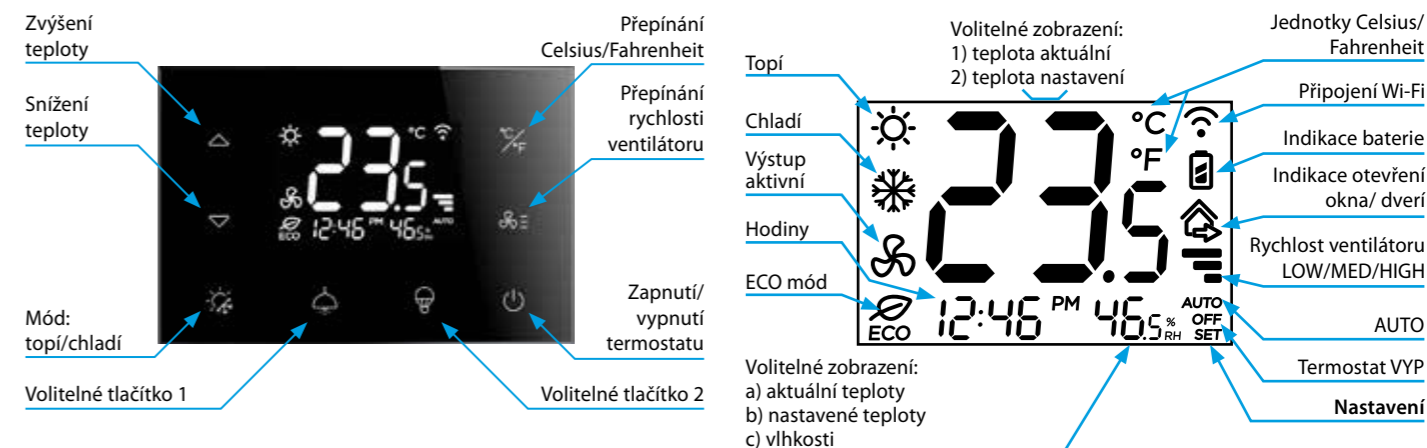 Zvýšení
teploty
Snížení
teploty
Mód:
topí/chladí
Volitelné tlačítko 1
°C
23.5
ECO
12:46 PM 46.5 % RH
AUTO
°C/°F
Přepínání
Celsius/Fahrenheit
Přepínání
rychlosti
ventilátoru
Zapnutí/
vypnutí
termostatu
Volitelné tlačítko 2
Topí
Chladí
Výstup
aktivní
Hodiny
ECO mód
Volitelné zobrazení:
1) teplota aktuální
2) teplota nastavení
23.5
°C
°F
ECO
12:46 PM 46.5 % RH
AUTO
OFF
SET
Volitelné zobrazení:
a) aktuální teploty
b) nastavené teploty
c) vlhkosti
Jednotky Celsius/
Fahrenheit
Připojení Wi-Fi
Indikace baterie
Indikace otevření
okna/ dverí
Rychlost ventilátoru
LOW/MED/HIGH
AUTO
Termostat VYP
Nastavení